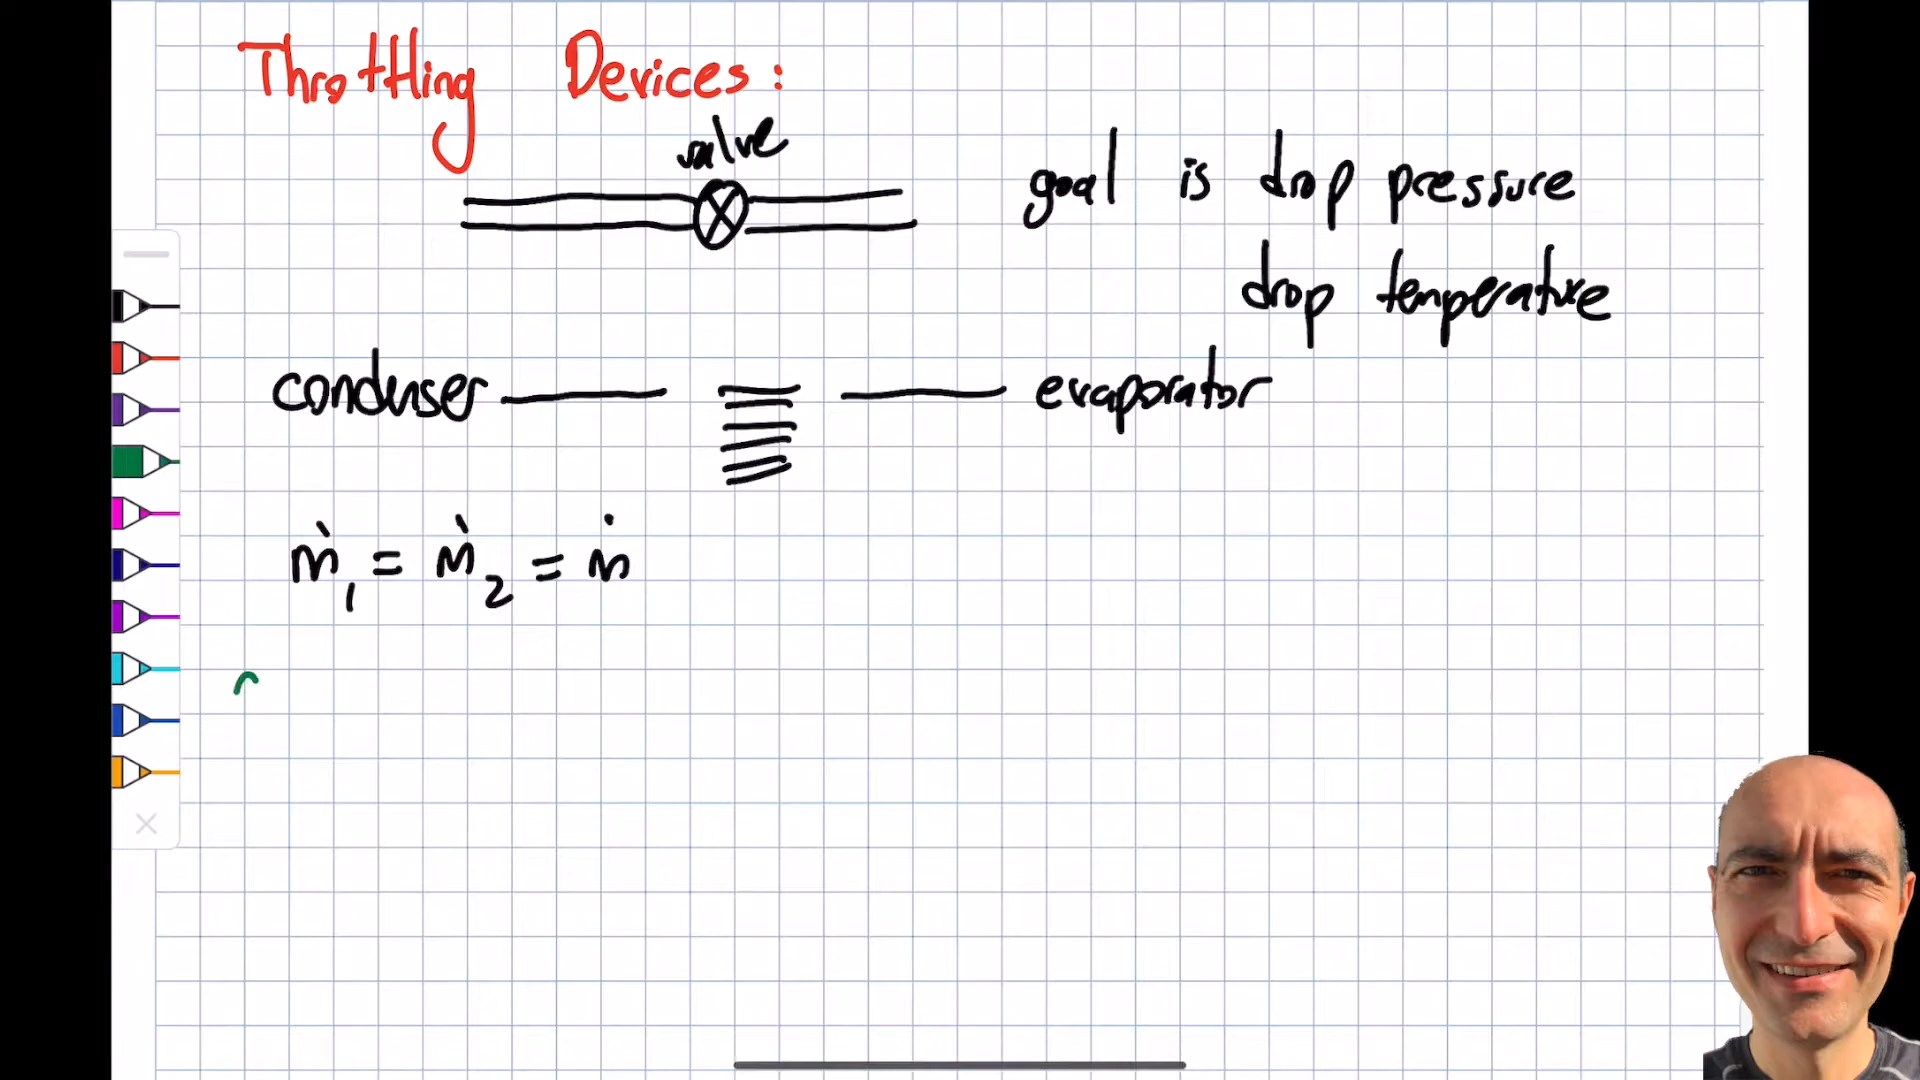 Throttling Devices:
valve
goal is drop pressure
drop temperature
condenser evaporator
ṁ₁ = ṁ₂ = ṁ